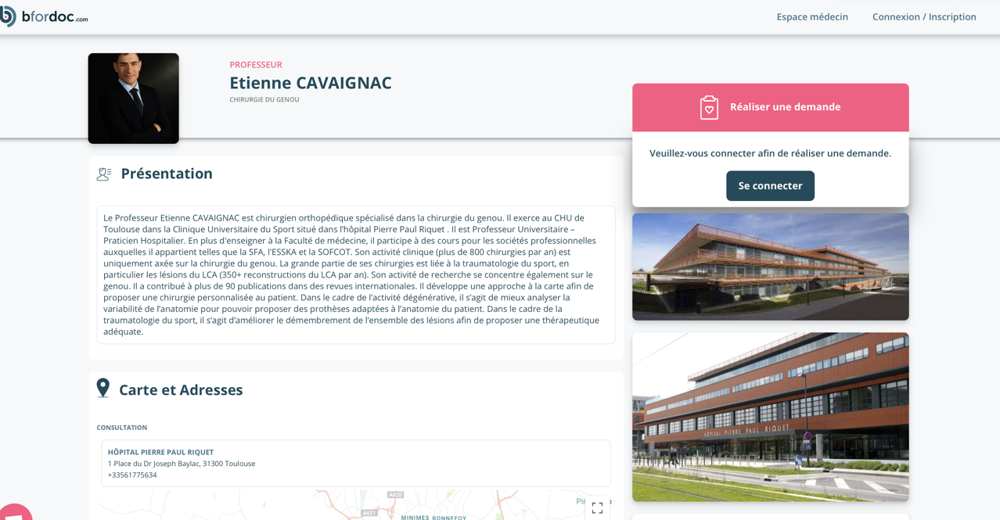 bfordoc.com
Espace médecin
Connexion / Inscription
PROFESSEUR
Etienne CAVAIGNAC
CHIRURGIE DU GENOU
Réaliser une demande
Veuillez-vous connecter afin de réaliser une demande.
Se connecter
Présentation
Le Professeur Etienne CAVAIGNAC est chirurgien orthopédique spécialisé dans la chirurgie du genou. Il exerce au CHU de
Toulouse dans la Clinique Universitaire du Sport situé dans l’hôpital Pierre Paul Riquet . Il est Professeur Universitaire –
Praticien Hospitalier. En plus d'enseigner à la Faculté de médecine, il participe à des cours pour les sociétés professionnelles
auxquelles il appartient telles que la SFA, l'ESSKA et la SOFCOT. Son activité clinique (plus de 800 chirurgies par an) est
uniquement axée sur la chirurgie du genou. La grande partie de ses chirurgies est liée à la traumatologie du sport, en
particulier les lésions du LCA (350+ reconstructions du LCA par an). Son activité de recherche se concentre également sur le
genou. Il a contribué à plus de 90 publications dans des revues internationales. Il développe une approche à la carte afin de
proposer une chirurgie personnalisée au patient. Dans le cadre de l’activité dégénérative, il s’agit de mieux analyser la
variabilité de l’anatomie pour pouvoir proposer des prothèses adaptées à l’anatomie du patient. Dans le cadre de la
traumatologie du sport, il s’agit d’améliorer le démembrement de l’ensemble des lésions afin de proposer une thérapeutique
adéquate.
Carte et Adresses
CONSULTATION
HÔPITAL PIERRE PAUL RIQUET
1 Place du Dr Joseph Baylac, 31300 Toulouse
+33561775634
HÔPITAL PIERRE PAUL RIQUET
A620
A621
MINIMES BONNEFOY